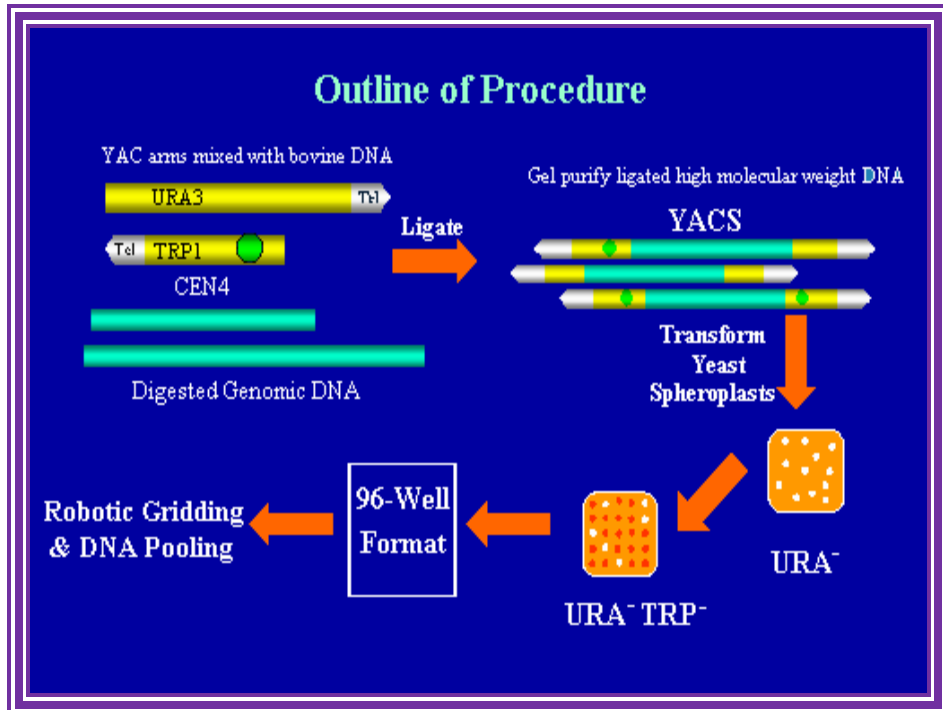 Outline of Procedure
YAC arms mixed with bovine DNA
URA3 Tel
Tel TRP1
CEN4
Digested Genomic DNA
Ligate
Gel purify ligated high molecular weight DNA
YACS
Transform
Yeast
Spheroplasts
URA⁻
URA⁻ TRP⁻
96-Well
Format
Robotic Gridding
& DNA Pooling